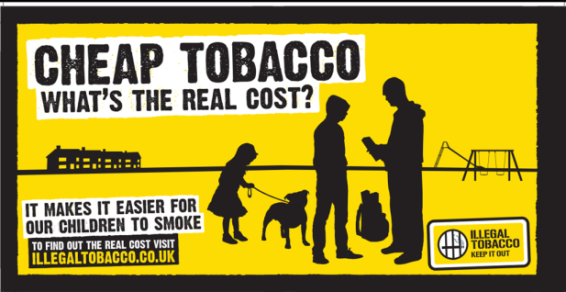 CHEAP TOBACCO
WHAT'S THE REAL COST?
IT MAKES IT EASIER FOR
OUR CHILDREN TO SMOKE
TO FIND OUT THE REAL COST VISIT
ILLEGALTOBACCO.CO.UK
ILLEGAL
TOBACCO
KEEP IT OUT